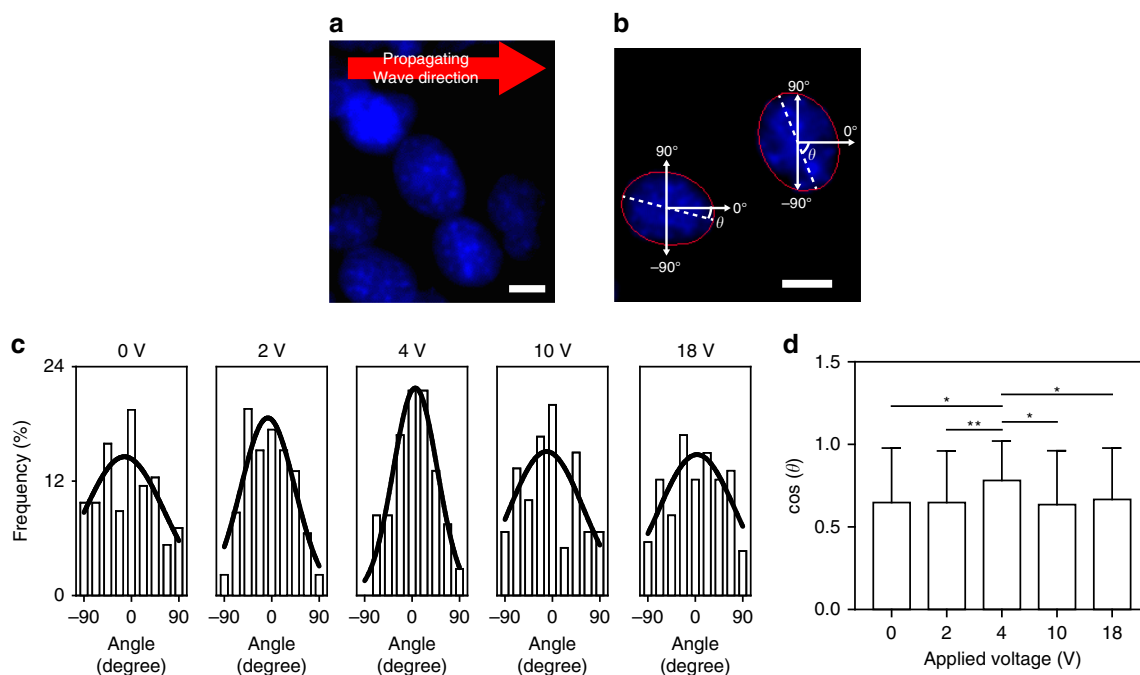 a
Propagating
Wave direction
b
90°
0°
θ
−90°
90°
0°
θ
−90°
c
0 V
2 V
4 V
10 V
18 V
Frequency (%)
24
12
0
−90 0 90
−90 0 90
−90 0 90
−90 0 90
−90 0 90
Angle
(degree)
Angle
(degree)
Angle
(degree)
Angle
(degree)
Angle
(degree)
d
cos (θ)
1.5
1.0
0.5
0.0
*
**
*
*
0 2 4 10 18
Applied voltage (V)